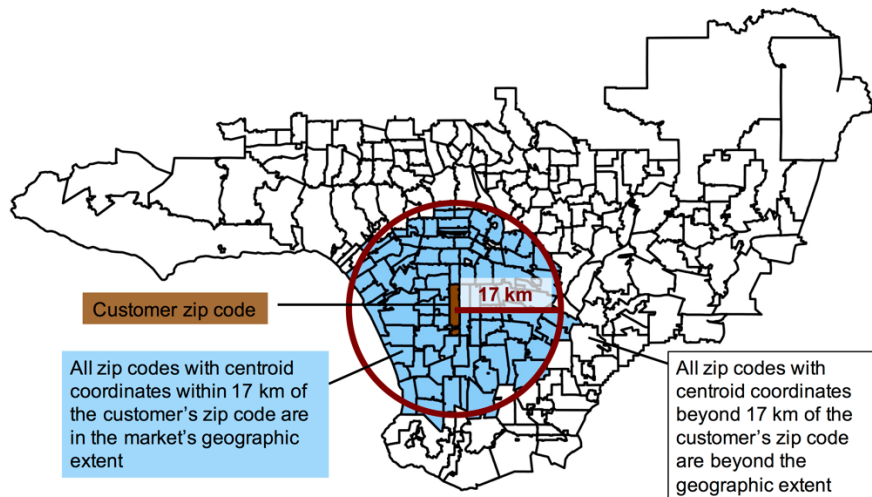 17 km
Customer zip code
All zip codes with centroid
coordinates within 17 km of
the customer’s zip code are
in the market’s geographic
extent
All zip codes with
centroid coordinates
beyond 17 km of the
customer’s zip code
are beyond the
geographic extent